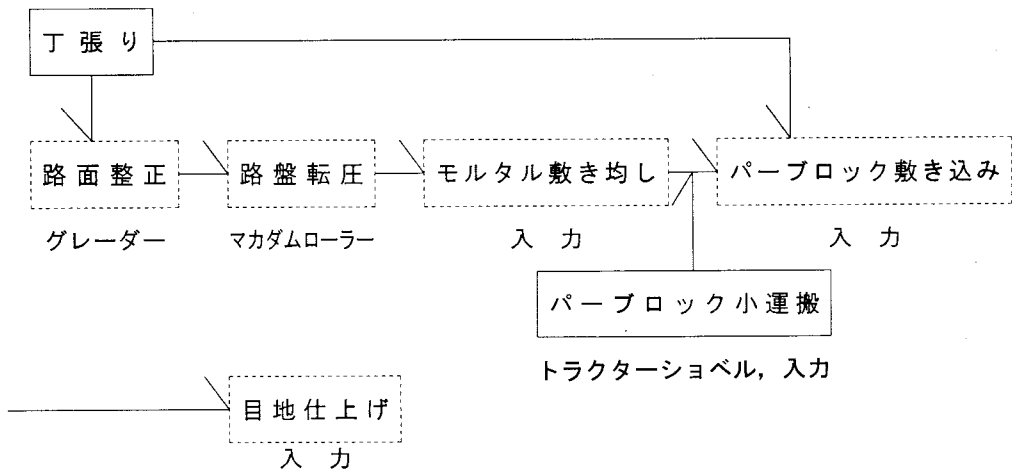 丁張り
路面整正
路盤転圧
モルタル敷き均し
パーブロック敷き込み
グレーダー
マカダムローラー
入力
入力
パーブロック小運搬
トラクターショベル，入力
目地仕上げ
入力